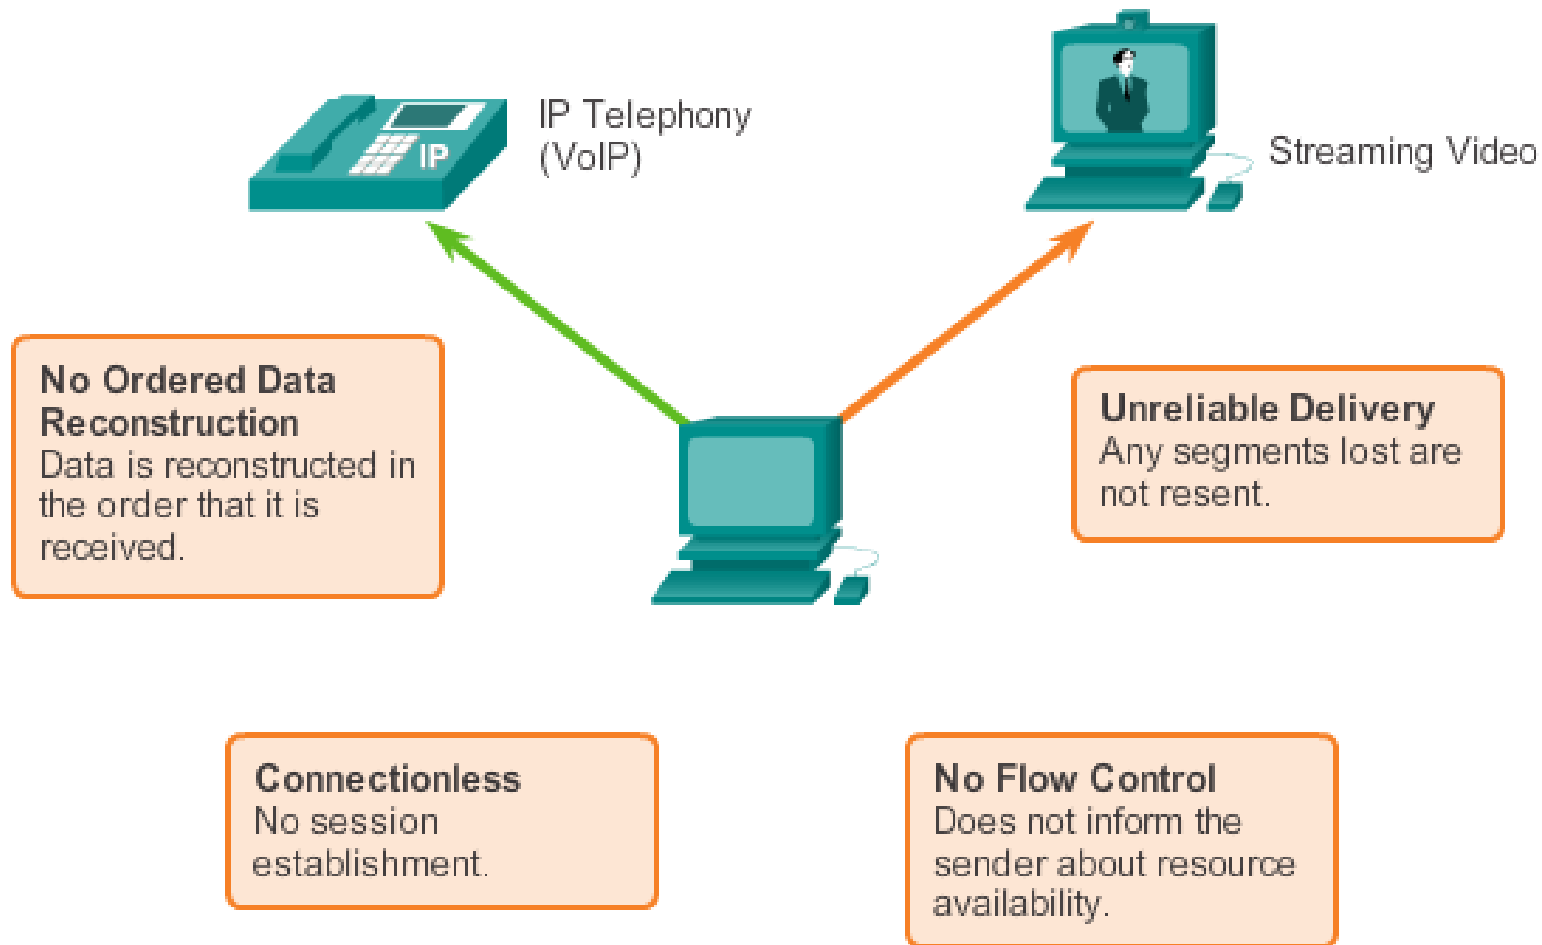 IP Telephony
(VoIP)
IP
Streaming Video
No Ordered Data
Reconstruction
Data is reconstructed in
the order that it is
received.
Unreliable Delivery
Any segments lost are
not resent.
Connectionless
No session
establishment.
No Flow Control
Does not inform the
sender about resource
availability.